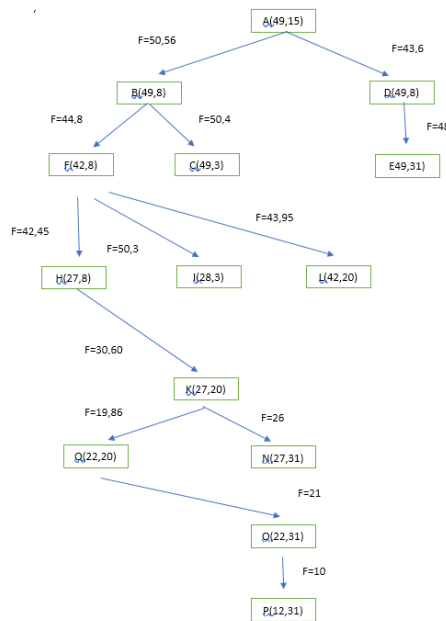 A(49,15)
F=50,56
F=43,6
B(49,8)
D(49,8)
F=44,8
F=50,4
F=48
F(42,8)
C(49,3)
E49,31)
F=42,45
F=50,3
F=43,95
H(27,8)
J(28,3)
L(42,20)
F=30,60
K(27,20)
F=19,86
F=26
O(22,20)
N(27,31)
F=21
Q(22,31)
F=10
P(12,31)